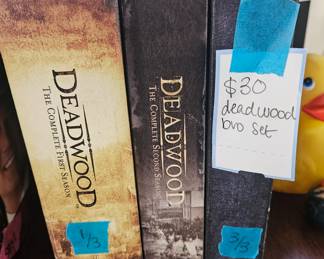 DEADWOOD
THE COMPLETE FIRST SEASON
1/3
DEADWOOD
THE COMPLETE SECOND SEASON
$30
deadwood
DVD SET
3/3